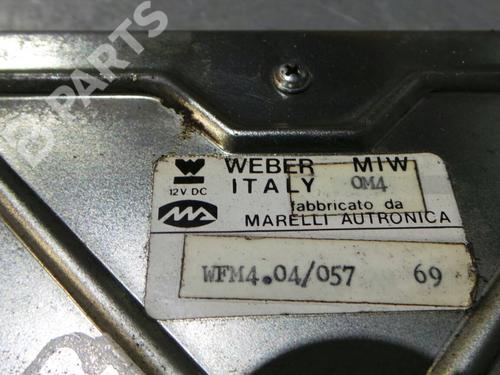 B PARTS
WEBER MIW
12V DC ITALY OM4
fabbricato da
MARELLI AUTRONICA
WFM4.04/057 69